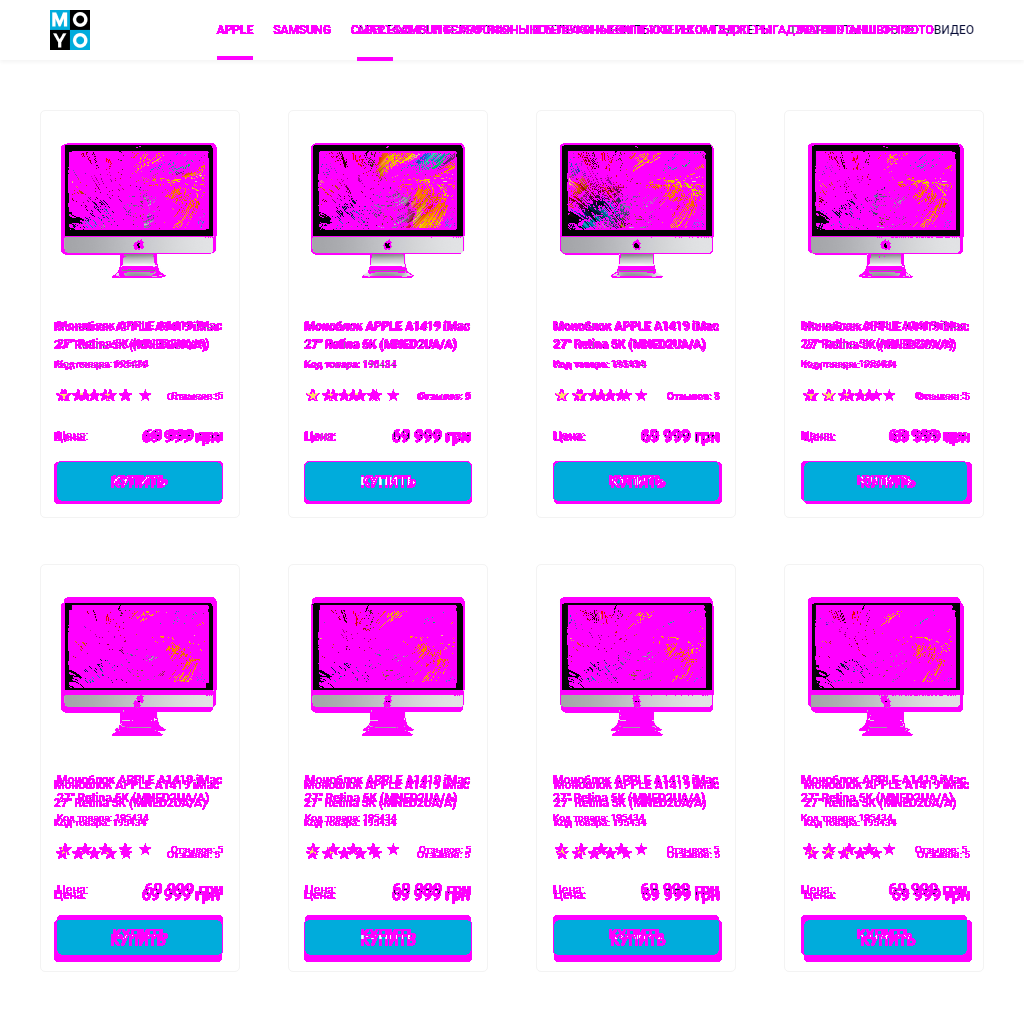 MO
YO
APPLE SAMSUNG ВИДЕО
Моноблок APPLE A1419 iMac
27" Retina 5K (MNED2UA/A)
Код товара: 195434
Отзывов: 5
Цена: 69 999 грн
КУПИТЬ
Моноблок APPLE A1419 iMac
27" Retina 5K (MNED2UA/A)
Код товара: 195434
Отзывов: 5
Цена: 69 999 грн
КУПИТЬ
Моноблок APPLE A1419 iMac
27" Retina 5K (MNED2UA/A)
Код товара: 195434
Отзывов: 5
Цена: 69 999 грн
КУПИТЬ
Моноблок APPLE A1419 iMac
27" Retina 5K (MNED2UA/A)
Код товара: 195434
Отзывов: 5
Цена: 69 999 грн
КУПИТЬ
Моноблок APPLE A1419 iMac
27" Retina 5K (MNED2UA/A)
Код товара: 195434
Отзывов: 5
Цена: 69 999 грн
КУПИТЬ
Моноблок APPLE A1419 iMac
27" Retina 5K (MNED2UA/A)
Код товара: 195434
Отзывов: 5
Цена: 69 999 грн
КУПИТЬ
Моноблок APPLE A1419 iMac
27" Retina 5K (MNED2UA/A)
Код товара: 195434
Отзывов: 5
Цена: 69 999 грн
КУПИТЬ
Моноблок APPLE A1419 iMac
27" Retina 5K (MNED2UA/A)
Код товара: 195434
Отзывов: 5
Цена: 69 999 грн
КУПИТЬ